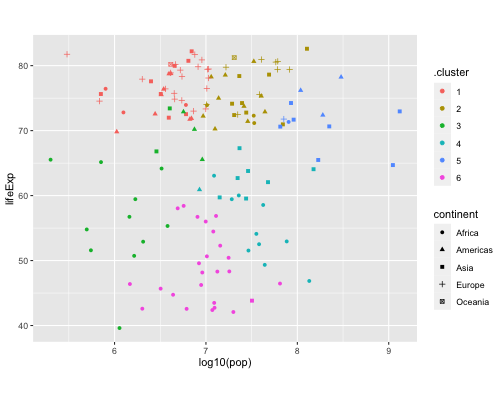 lifeExp
80
70
60
50
40
6
7
8
9
log10(pop)
.cluster
1
2
3
4
5
6
continent
Africa
Americas
Asia
Europe
Oceania